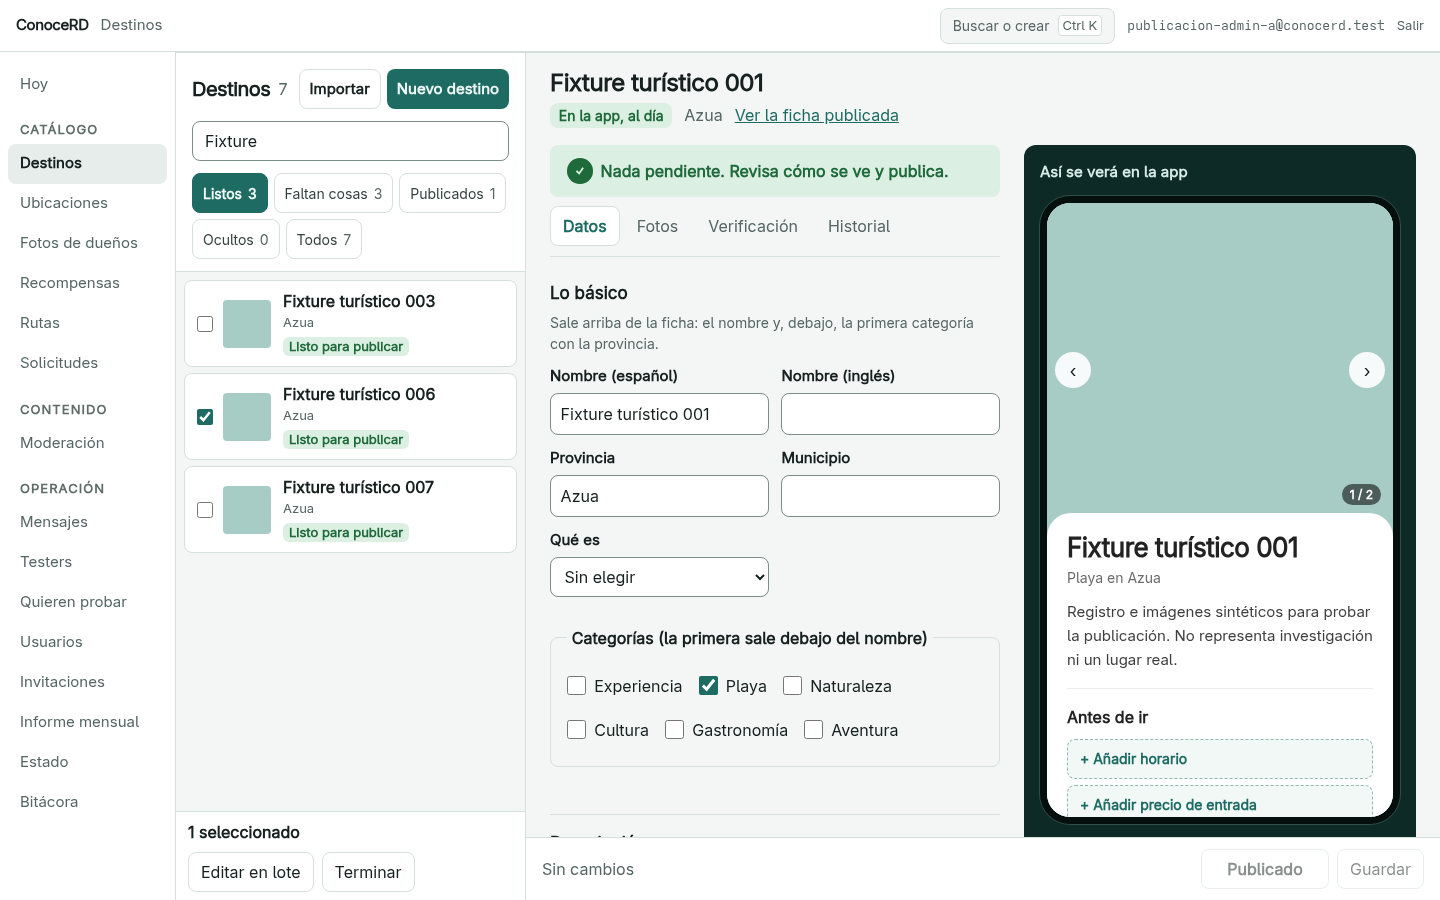 ConoceRD Destinos
Buscar o crear Ctrl K
publicacion-admin-a@conocerd.test Salir
Hoy
CATÁLOGO
Destinos
Ubicaciones
Fotos de dueños
Recompensas
Rutas
Solicitudes
CONTENIDO
Moderación
OPERACIÓN
Mensajes
Testers
Quieren probar
Usuarios
Invitaciones
Informe mensual
Estado
Bitácora
Destinos 7
Importar
Nuevo destino
Fixture
Listos 3
Faltan cosas 3
Publicados 1
Ocultos 0
Todos 7
Fixture turístico 003
Azua
Listo para publicar
Fixture turístico 006
Azua
Listo para publicar
Fixture turístico 007
Azua
Listo para publicar
1 seleccionado
Editar en lote
Terminar
Fixture turístico 001
En la app, al día Azua Ver la ficha publicada
Nada pendiente. Revisa cómo se ve y publica.
Datos Fotos Verificación Historial
Lo básico
Sale arriba de la ficha: el nombre y, debajo, la primera categoría
con la provincia.
Nombre (español) Nombre (inglés)
Fixture turístico 001
Provincia Municipio
Azua
Qué es
Sin elegir
Categorías (la primera sale debajo del nombre)
Experiencia Playa Naturaleza
Cultura Gastronomía Aventura
Sin cambios
Publicado
Guardar
Así se verá en la app
‹ ›
1 / 2
Fixture turístico 001
Playa en Azua
Registro e imágenes sintéticos para probar
la publicación. No representa investigación
ni un lugar real.
Antes de ir
+ Añadir horario
+ Añadir precio de entrada